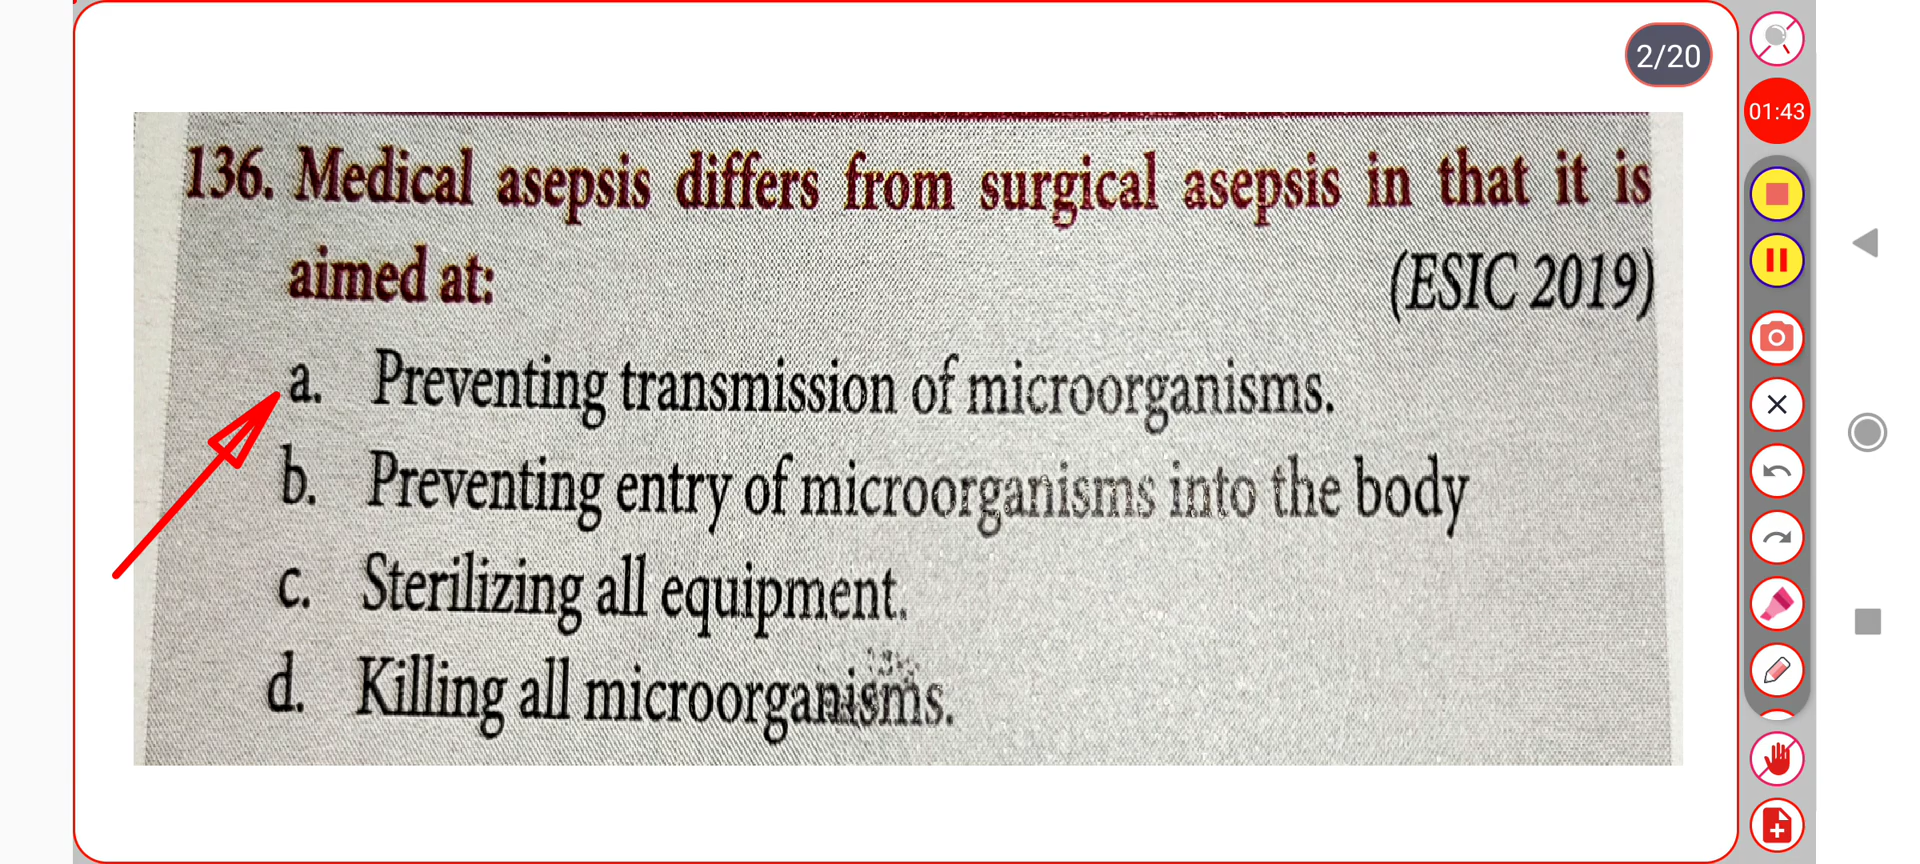 2/20
01:43
136. Medical asepsis differs from surgical asepsis in that it is
aimed at:
(ESIC 2019)
a. Preventing transmission of microorganisms.
b. Preventing entry of microorganisms into the body
c. Sterilizing all equipment.
d. Killing all microorganisms.